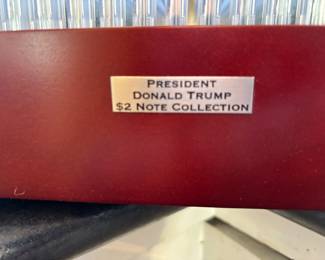 PRESIDENT
DONALD TRUMP
$2 NOTE COLLECTION